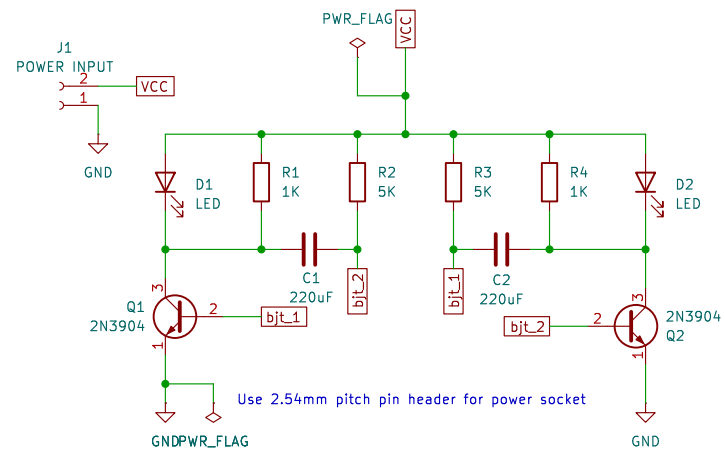 PWR_FLAG
VCC
J1
POWER INPUT
2
VCC
1
GND
D1
LED
R1
1K
R2
5K
R3
5K
R4
1K
D2
LED
C1
220uF
bjt_2
bjt_1
C2
220uF
3
Q1
2N3904
2
bjt_1
1
bjt_2
2
3
2N3904
Q2
1
Use 2.54mm pitch pin header for power socket
GND
PWR_FLAG
GND